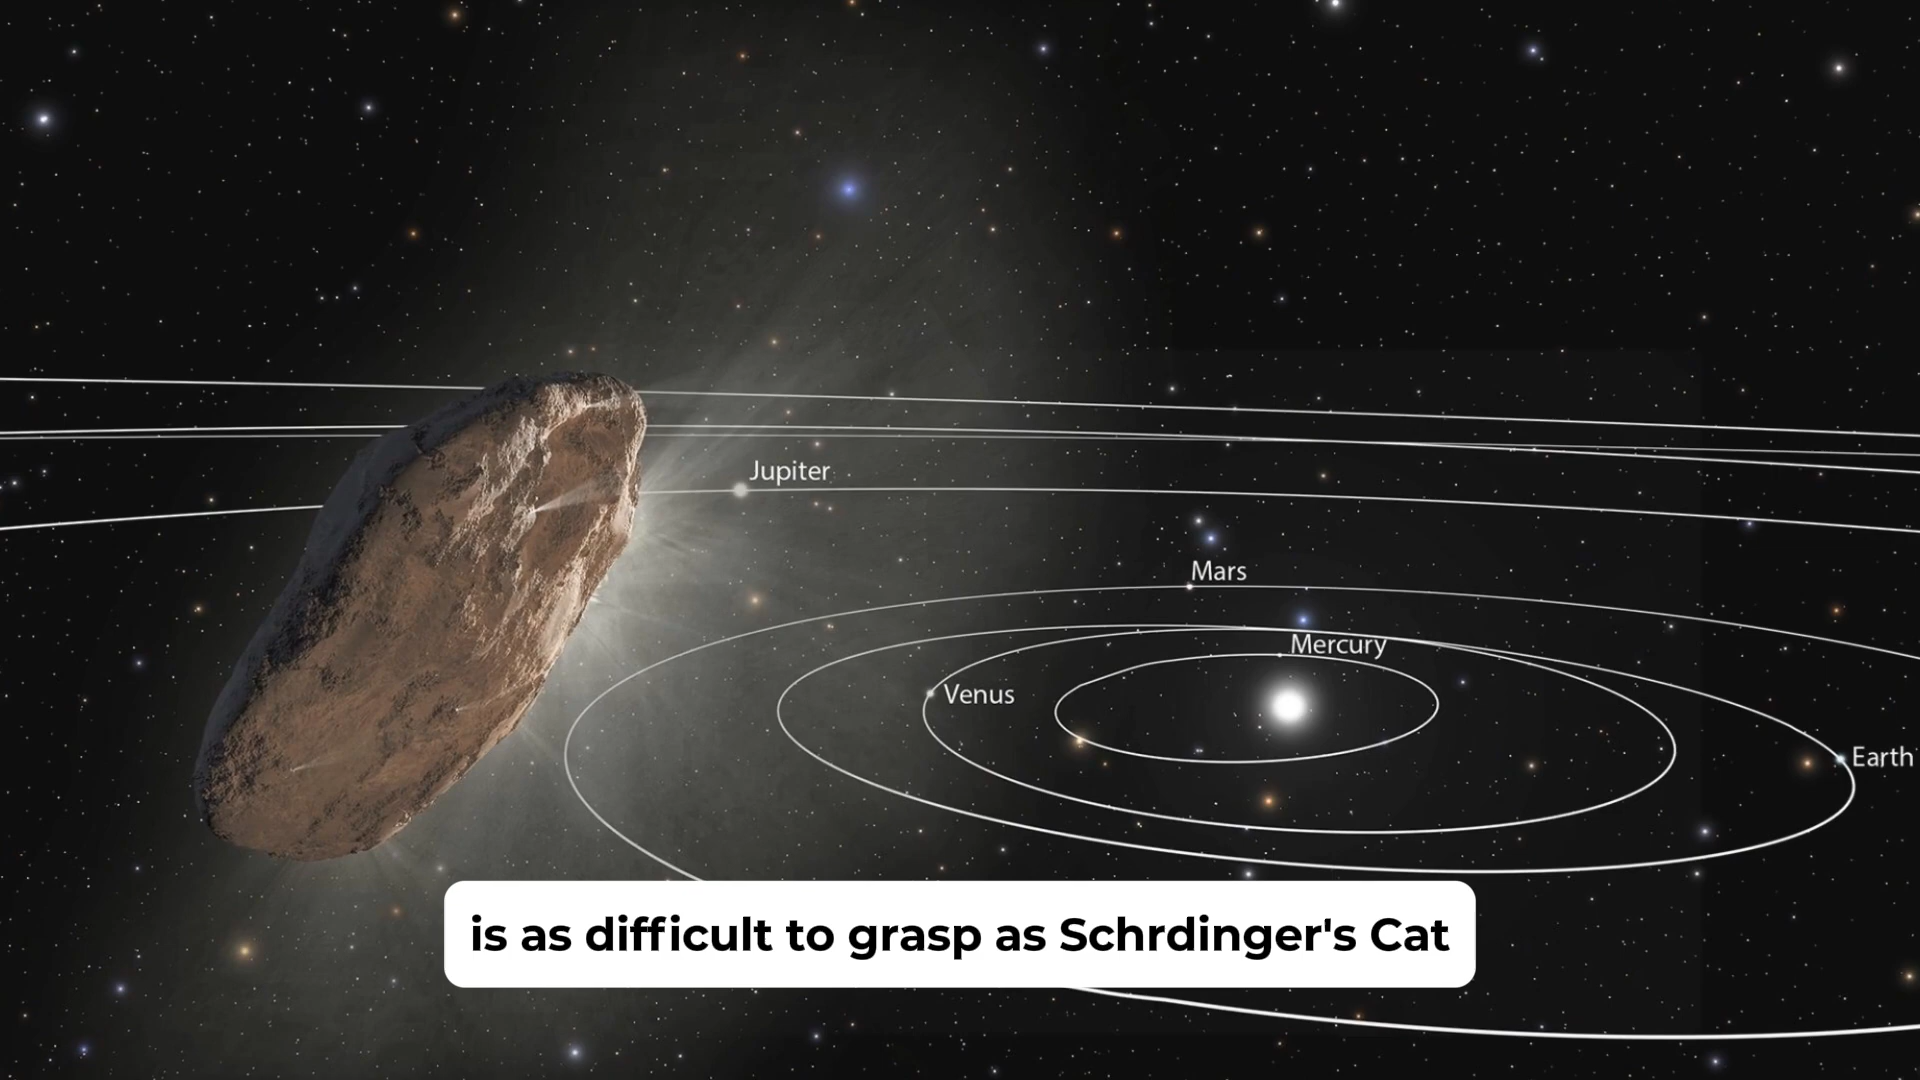 Jupiter
Mars
Mercury
Venus
Earth
is as difficult to grasp as Schrdinger's Cat